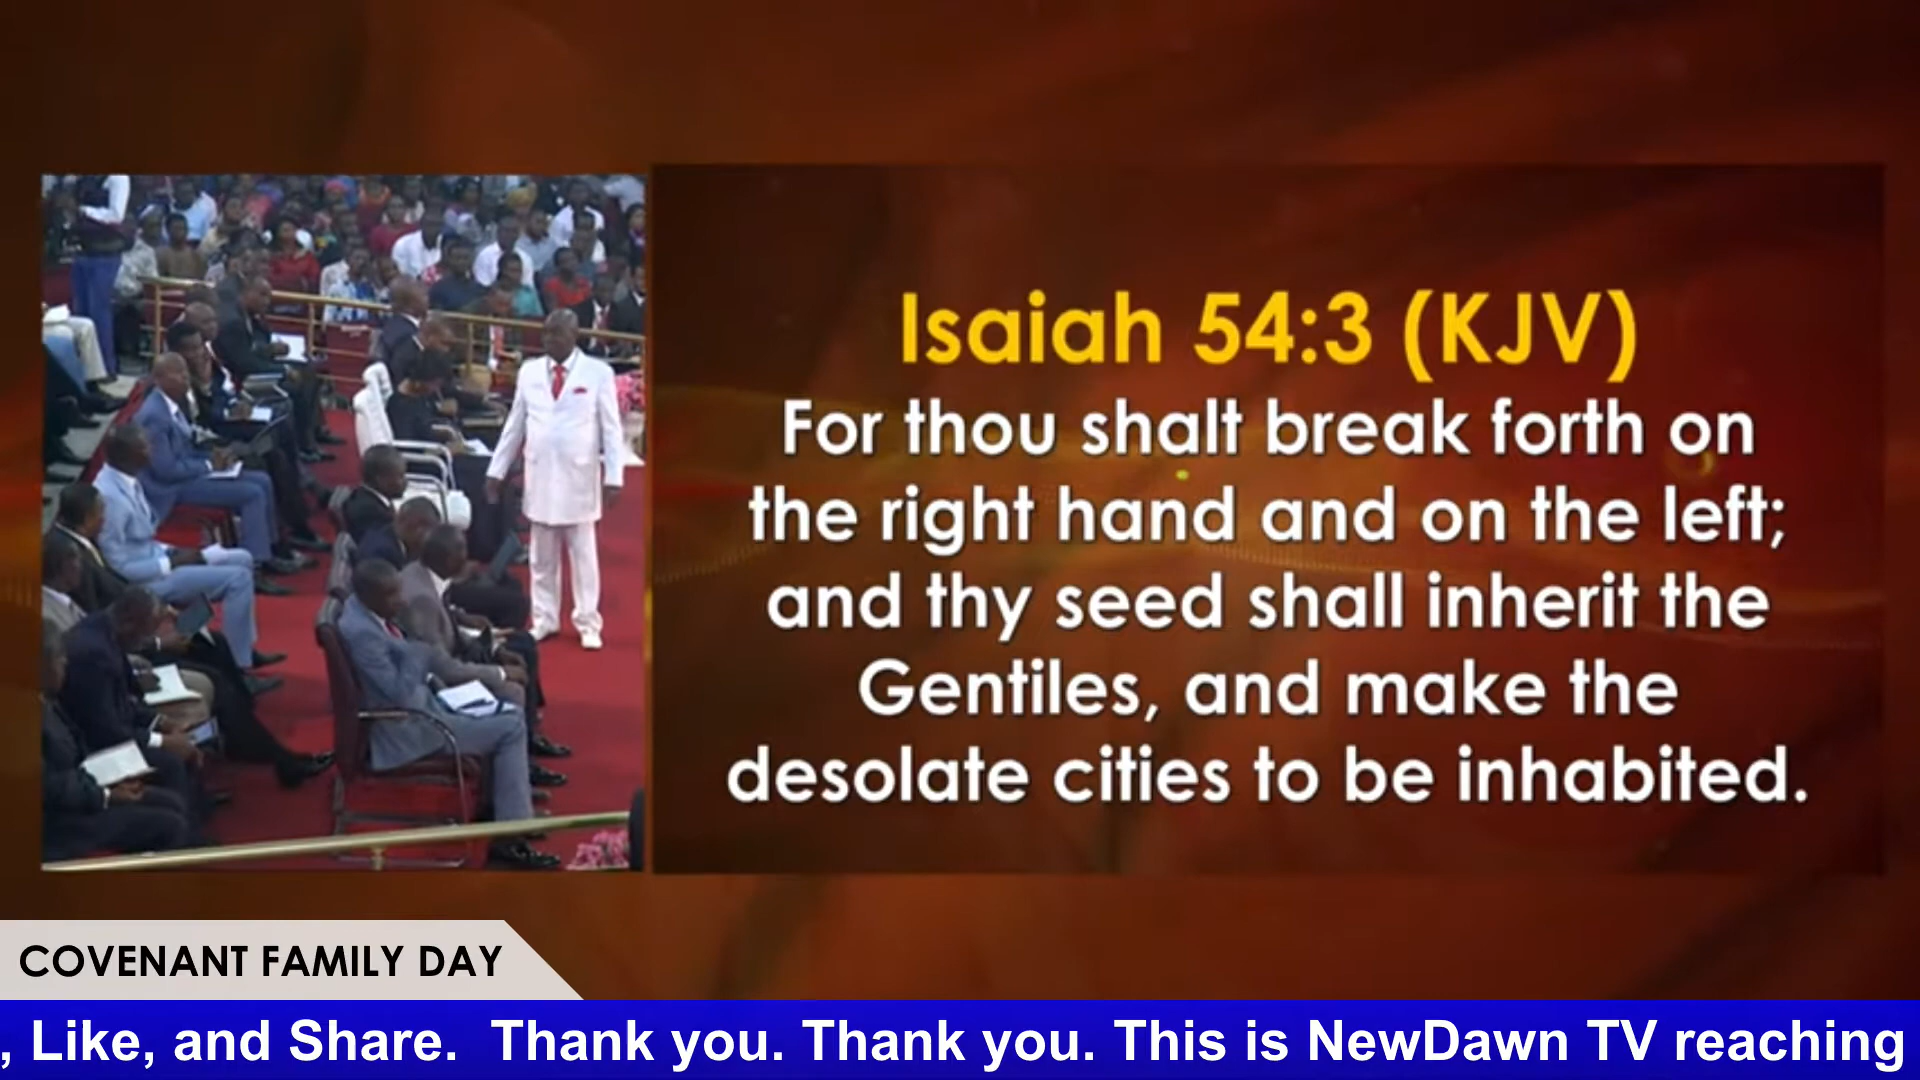 Isaiah 54:3 (KJV)
For thou shalt break forth on
the right hand and on the left;
and thy seed shall inherit the
Gentiles, and make the
desolate cities to be inhabited.
COVENANT FAMILY DAY
, Like, and Share. Thank you. Thank you. This is NewDawn TV reaching